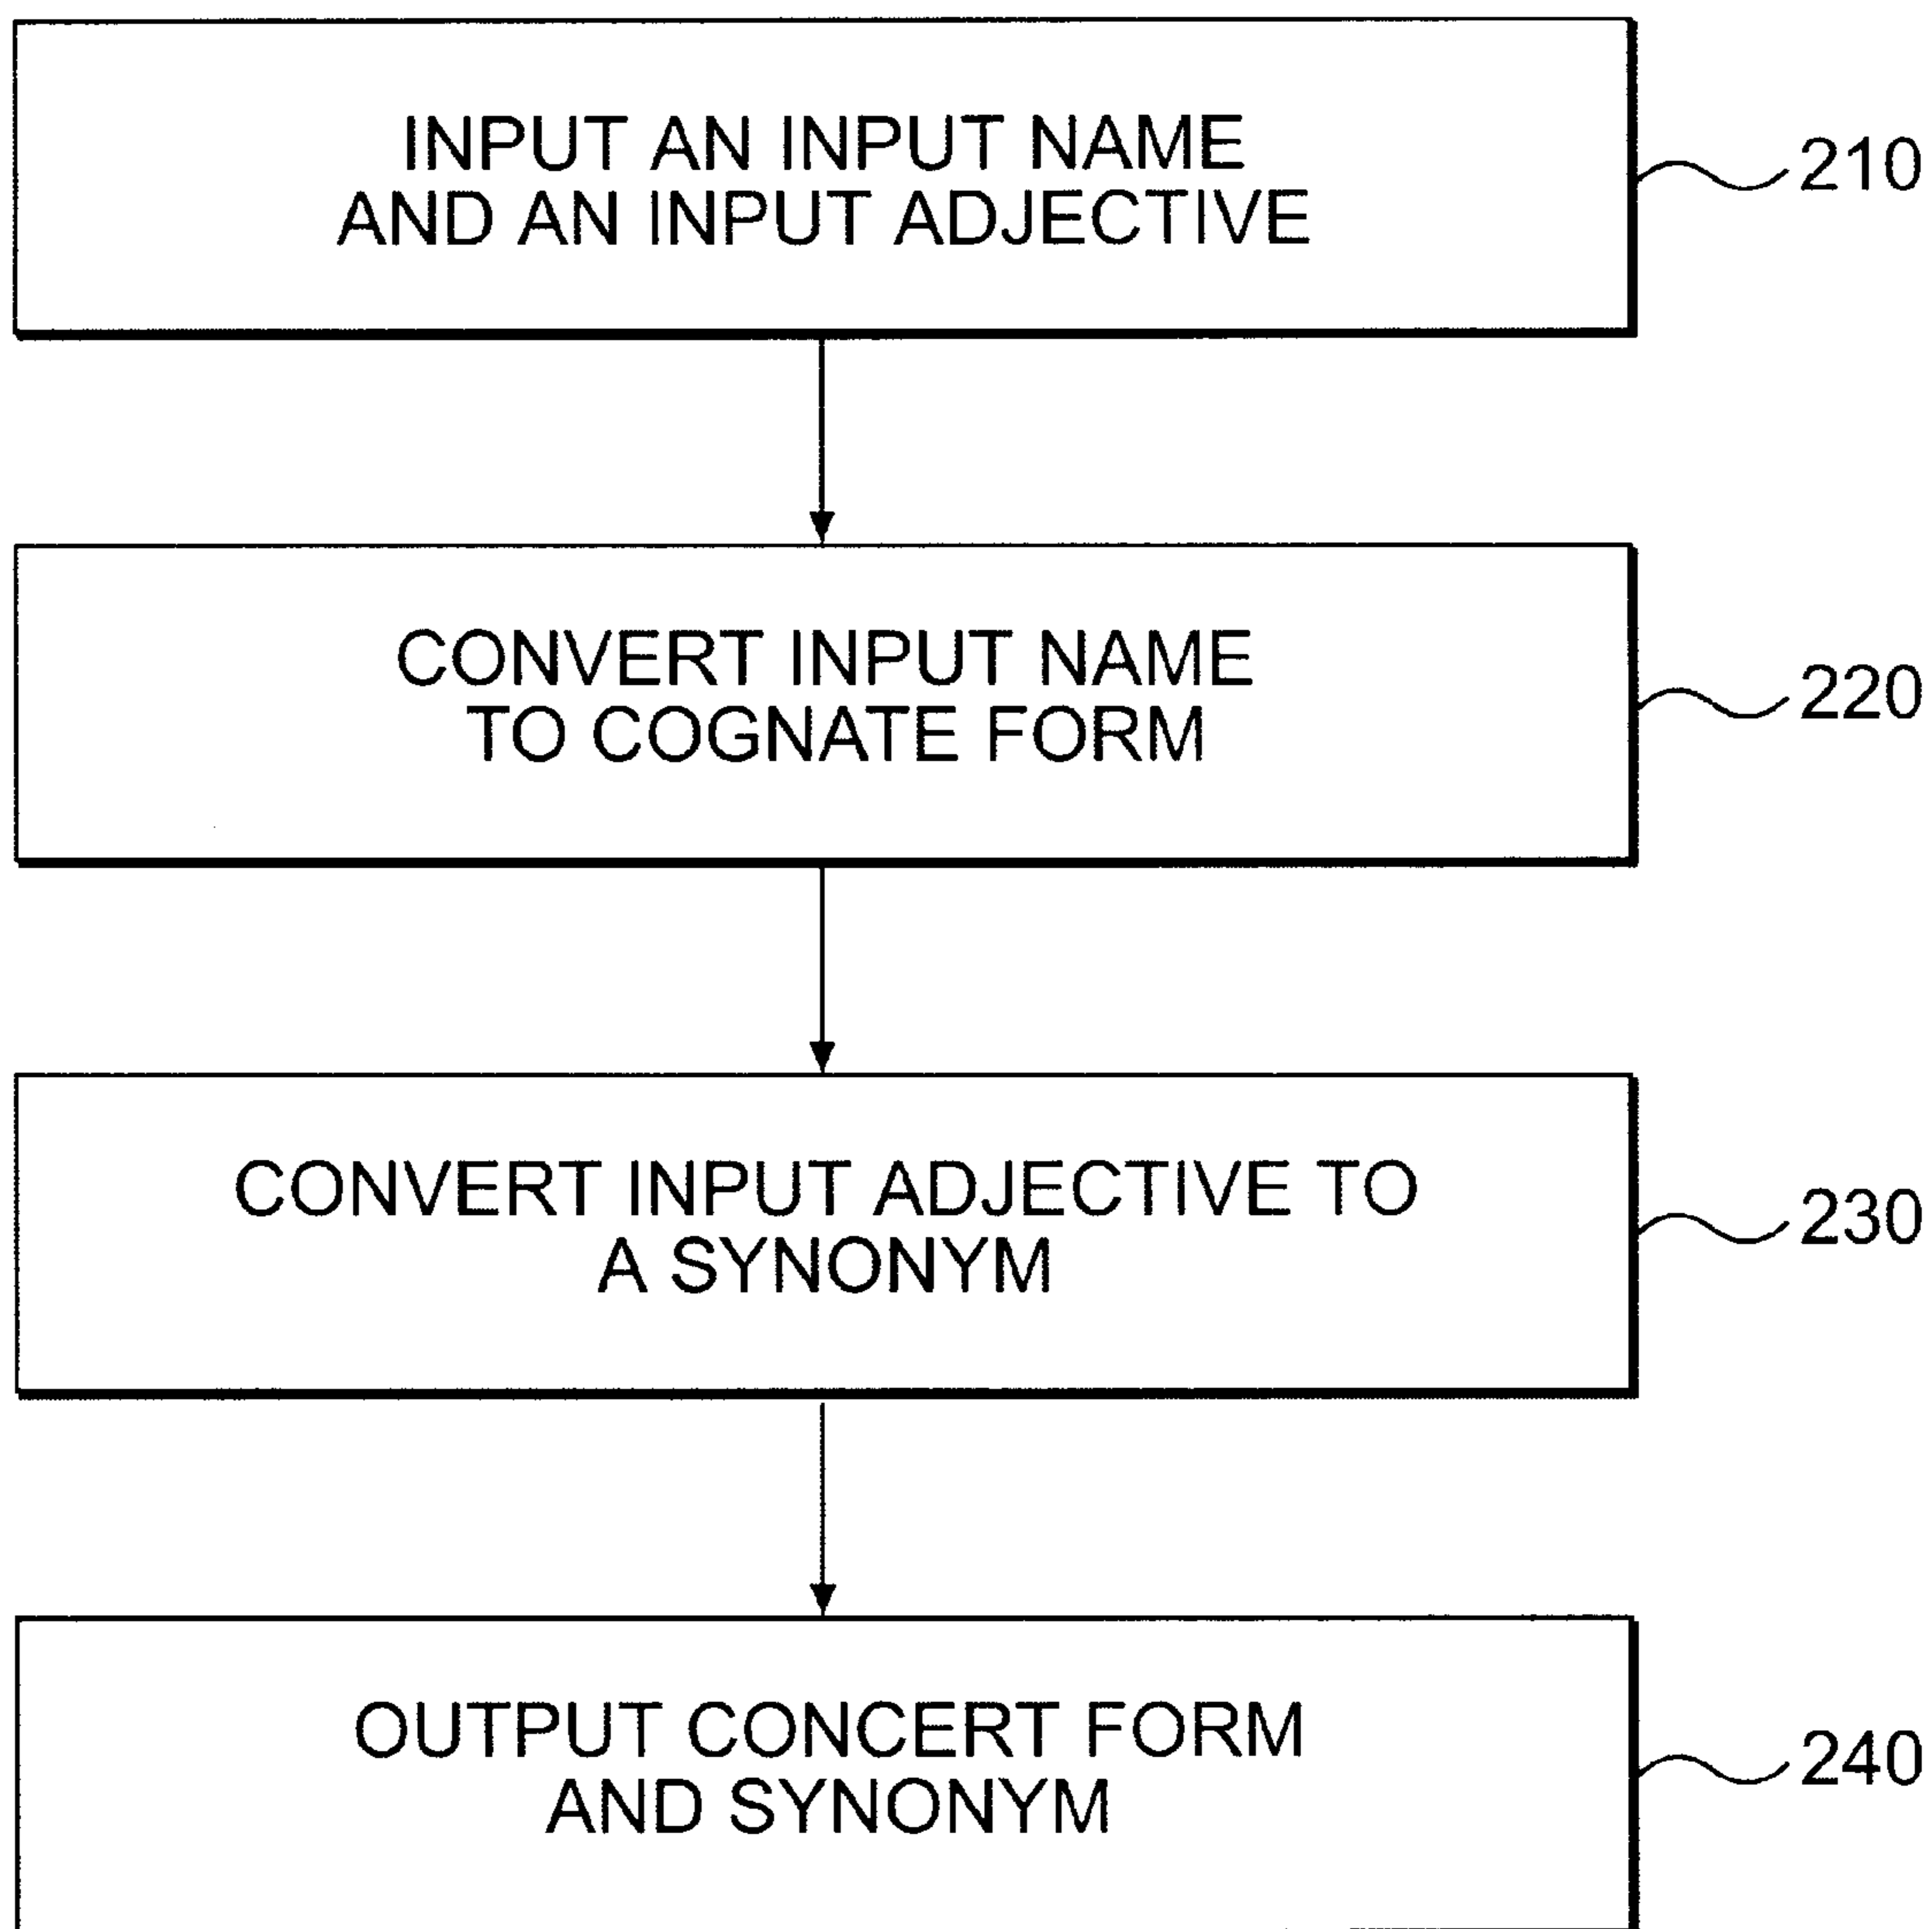 INPUT AN INPUT NAME
AND AN INPUT ADJECTIVE
210
CONVERT INPUT NAME
TO COGNATE FORM
220
CONVERT INPUT ADJECTIVE TO
A SYNONYM
230
OUTPUT CONCERT FORM
AND SYNONYM
240